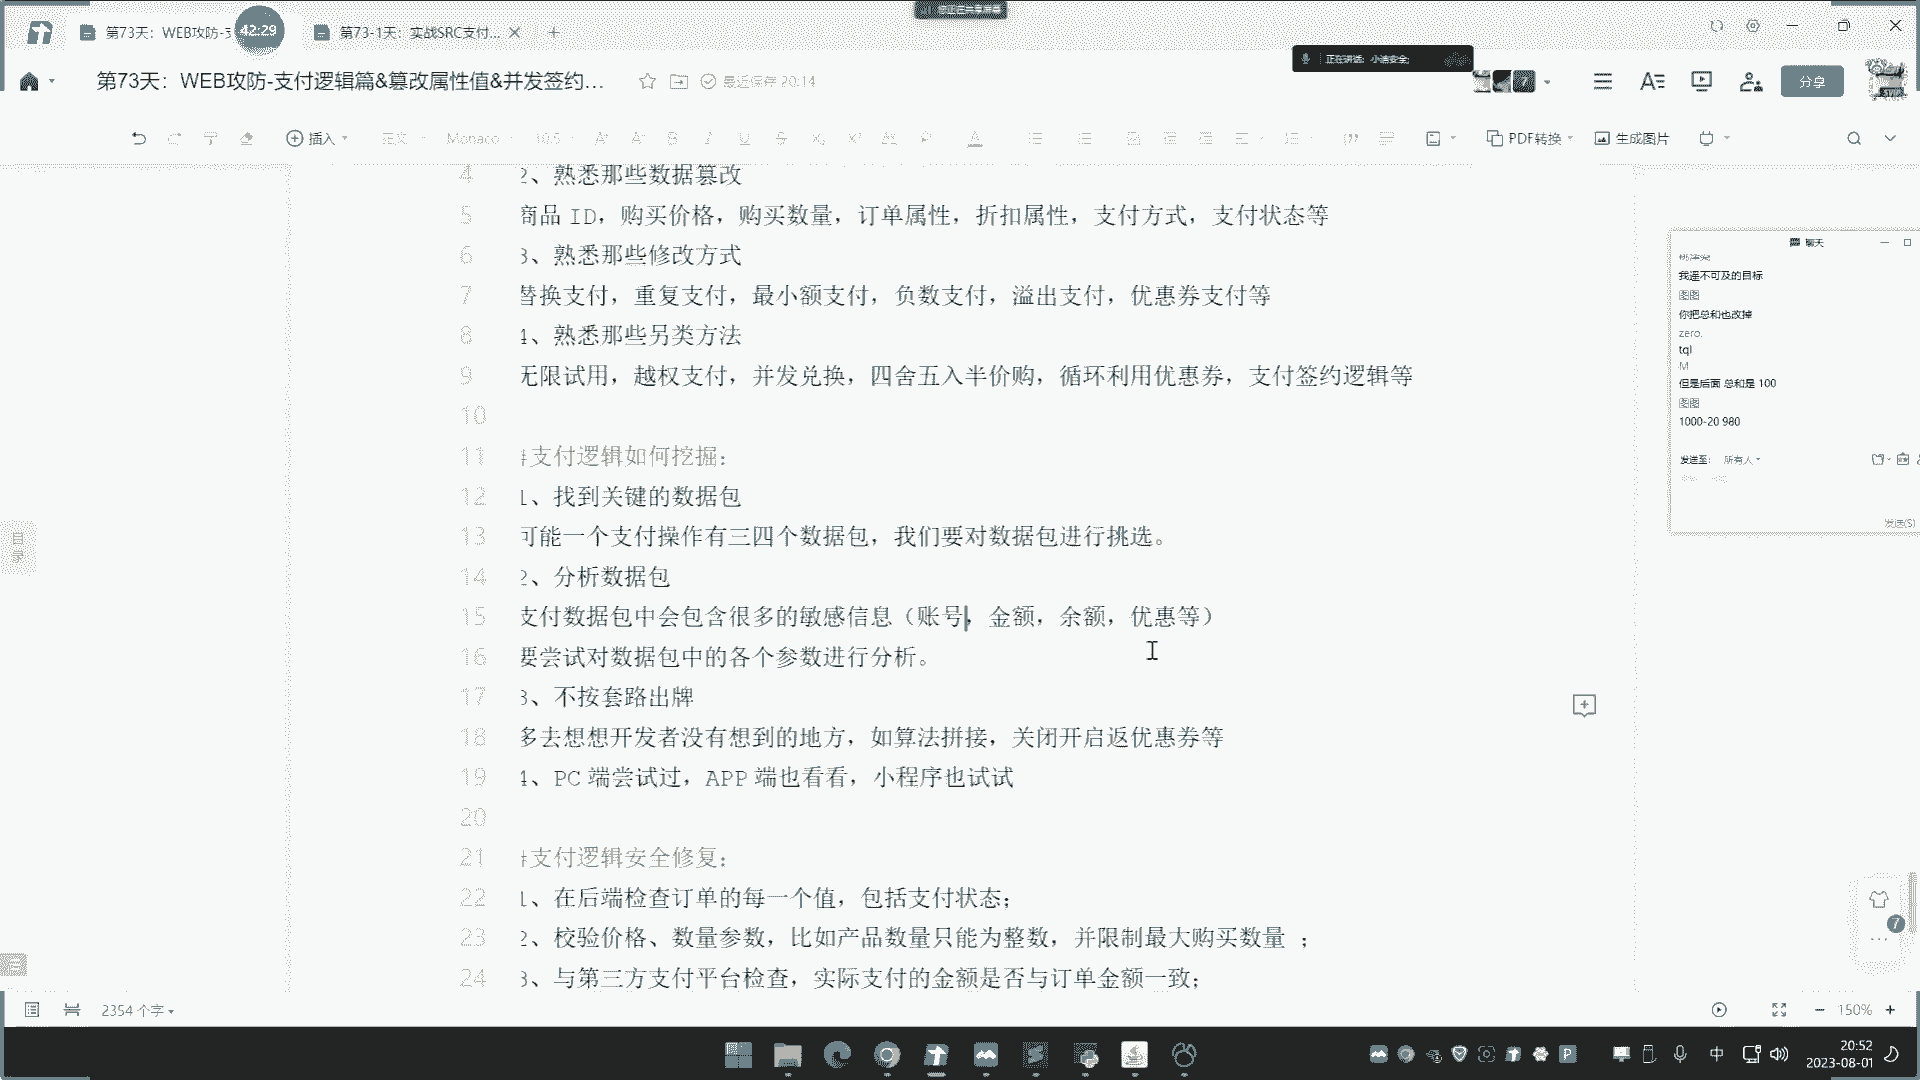 第73天：WEB攻防-支
42:29
第73-1天：实战SRC支付...
正在讲话：小迪安全;
第73天：WEB攻防-支付逻辑篇&篡改属性值&并发签约...
最近保存 20:14
分享
插入
正文
Monaco
10.5
PDF转换
生成图片
4 2、熟悉那些数据篡改
5 商品 ID，购买价格，购买数量，订单属性，折扣属性，支付方式，支付状态等
6 3、熟悉那些修改方式
7 替换支付，重复支付，最小额支付，负数支付，溢出支付，优惠券支付等
8 4、熟悉那些另类方法
9 无限试用，越权支付，并发兑换，四舍五入半价购，循环利用优惠券，支付签约逻辑等
10
11 #支付逻辑如何挖掘：
12 1、找到关键的数据包
13 可能一个支付操作有三四个数据包，我们要对数据包进行挑选。
14 2、分析数据包
15 支付数据包中会包含很多的敏感信息（账号，金额，余额，优惠等）
16 要尝试对数据包中的各个参数进行分析。
17 3、不按套路出牌
18 多去想想开发者没有想到的地方，如算法拼接，关闭开启返优惠券等
19 4、PC 端尝试过，APP 端也看看，小程序也试试
20
21 #支付逻辑安全修复：
22 1、在后端检查订单的每一个值，包括支付状态；
23 2、校验价格、数量参数，比如产品数量只能为整数，并限制最大购买数量 ；
24 3、与第三方支付平台检查，实际支付的金额是否与订单金额一致；
目录
聊天
我遥不可及的目标
图图
你把总和也改掉
zero.
tql
M
但是后面 总和是 100
图图
1000-20 980
发送至： 所有人
发送(S)
7
2354 个字
150%
中
20:52
2023-08-01